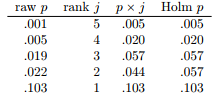 raw p rank j p × j Holm p
.001 5 .005 .005
.005 4 .020 .020
.019 3 .057 .057
.022 2 .044 .057
.103 1 .103 .103